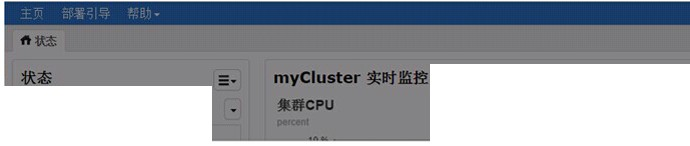 主页 部署引导 帮助
状态
状态
myCluster 实时监控
集群CPU
percent